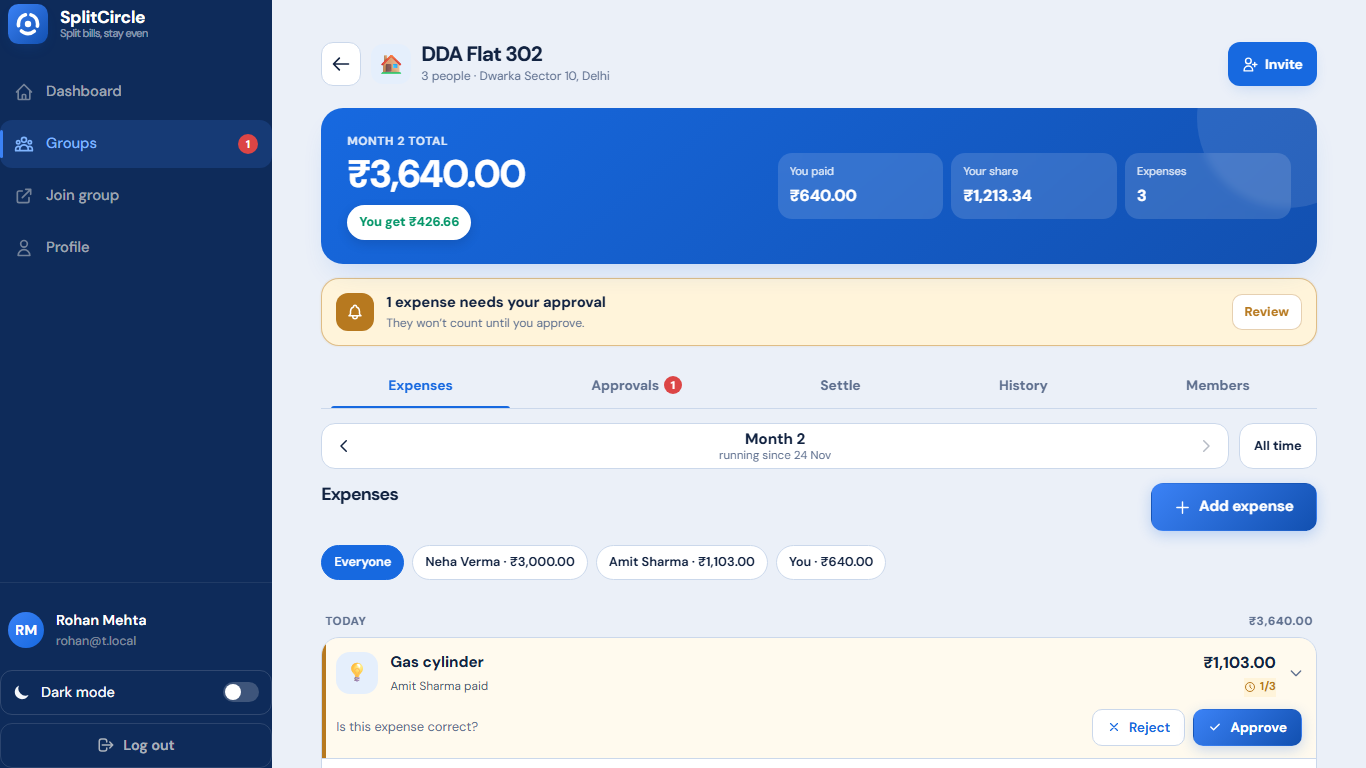 SplitCircle
Split bills, stay even
Dashboard
Groups 1
Join group
Profile
Rohan Mehta
RM
rohan@t.local
Dark mode
Log out
DDA Flat 302
3 people · Dwarka Sector 10, Delhi
Invite
MONTH 2 TOTAL
₹3,640.00
You get ₹426.66
You paid
₹640.00
Your share
₹1,213.34
Expenses
3
1 expense needs your approval
They won't count until you approve.
Review
Expenses
Approvals 1
Settle
History
Members
Month 2
running since 24 Nov
All time
Expenses
+ Add expense
Everyone
Neha Verma · ₹3,000.00
Amit Sharma · ₹1,103.00
You · ₹640.00
TODAY
₹3,640.00
Gas cylinder
Amit Sharma paid
₹1,103.00
1/3
Is this expense correct?
Reject
Approve